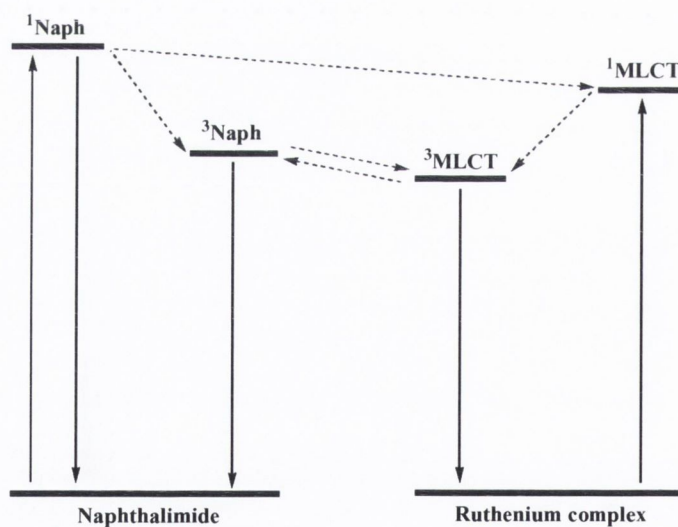 ¹Naph
¹MLCT
³Naph
³MLCT
Naphthalimide
Ruthenium complex